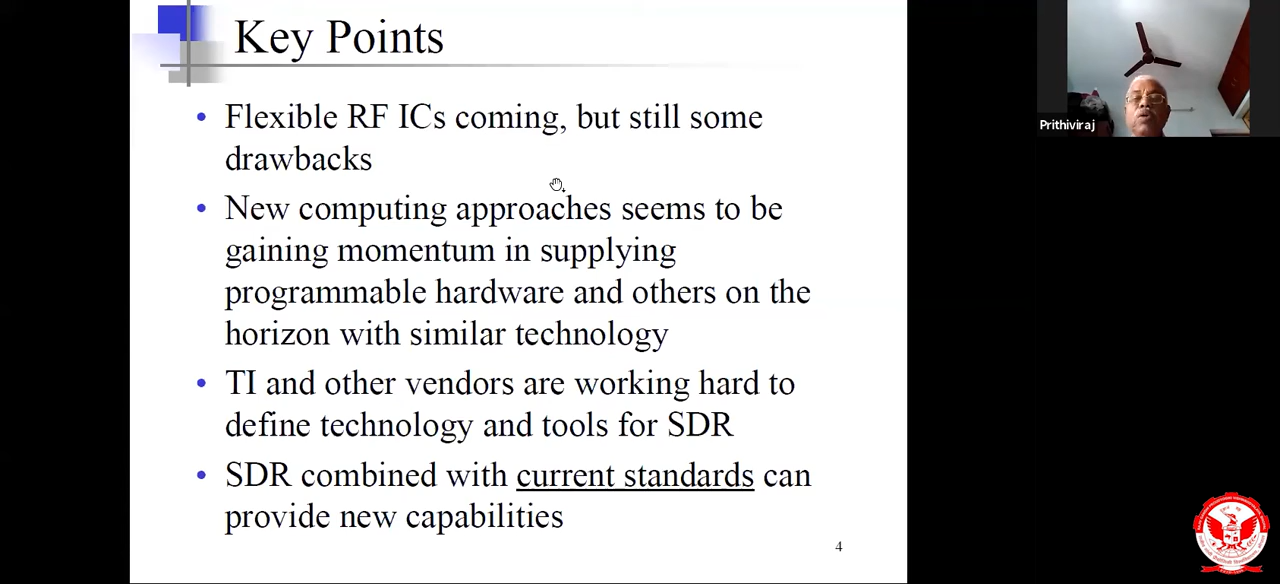 Key Points
• Flexible RF ICs coming, but still some
drawbacks
• New computing approaches seems to be
gaining momentum in supplying
programmable hardware and others on the
horizon with similar technology
• TI and other vendors are working hard to
define technology and tools for SDR
• SDR combined with current standards can
provide new capabilities
4
Prithiviraj